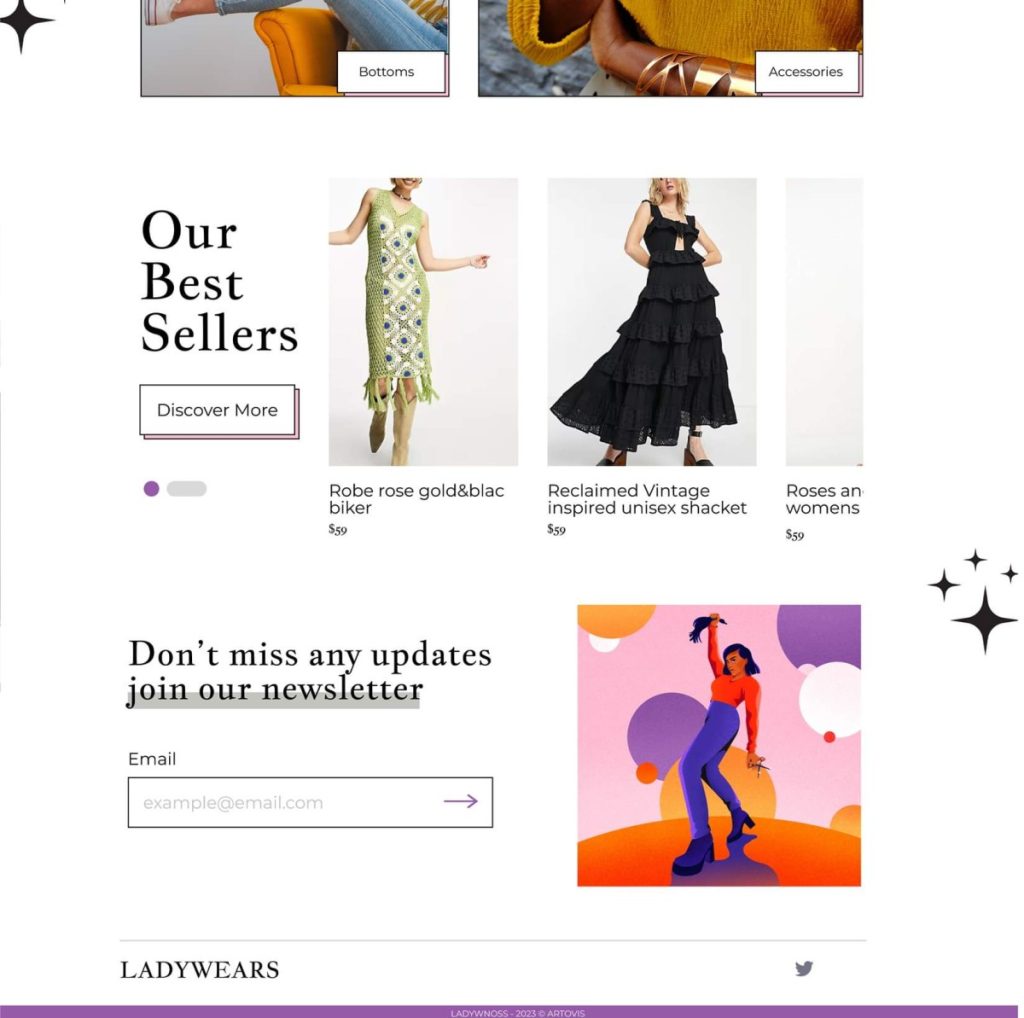 Bottoms
Accessories
Our
Best
Sellers
Discover More
Robe rose gold&blac
biker
$59
Reclaimed Vintage
inspired unisex shacket
$59
Roses an
womens
$59
Don't miss any updates
join our newsletter
Email
example@email.com
LADYWEARS
LADYWNOSS - 2023 © ARTOVIS